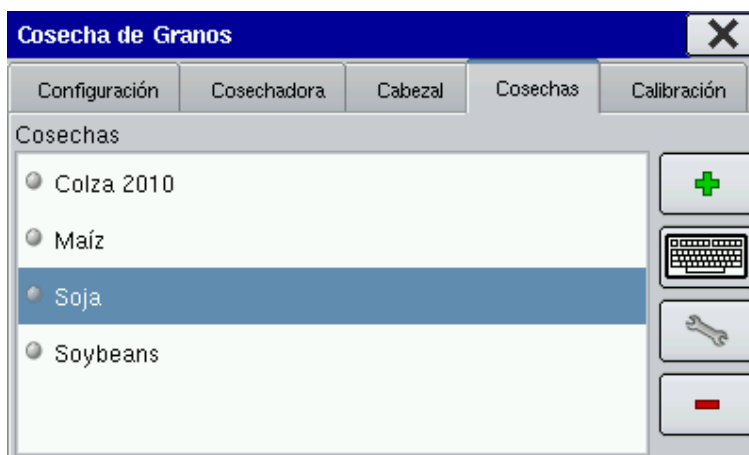 Cosecha de Granos
Configuración Cosechadora Cabezal Cosechas Calibración
Cosechas
Colza 2010
Maíz
Soja
Soybeans